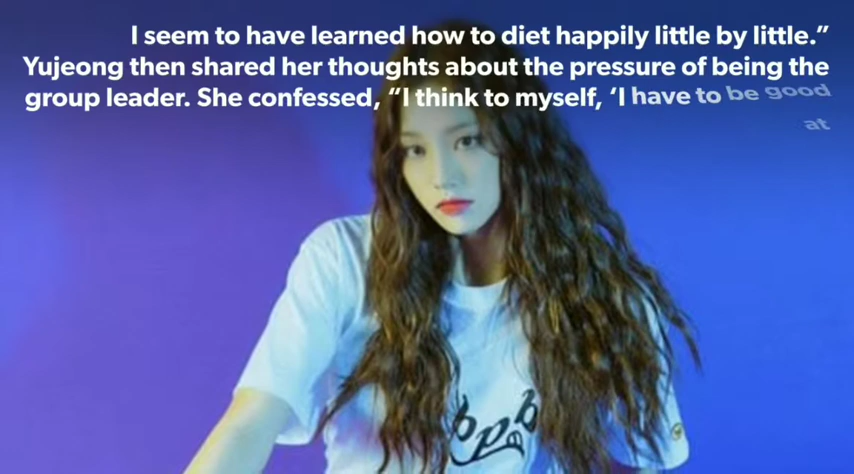 I seem to have learned how to diet happily little by little.”
Yujeong then shared her thoughts about the pressure of being the
group leader. She confessed, “I think to myself, ‘I have to be good
at